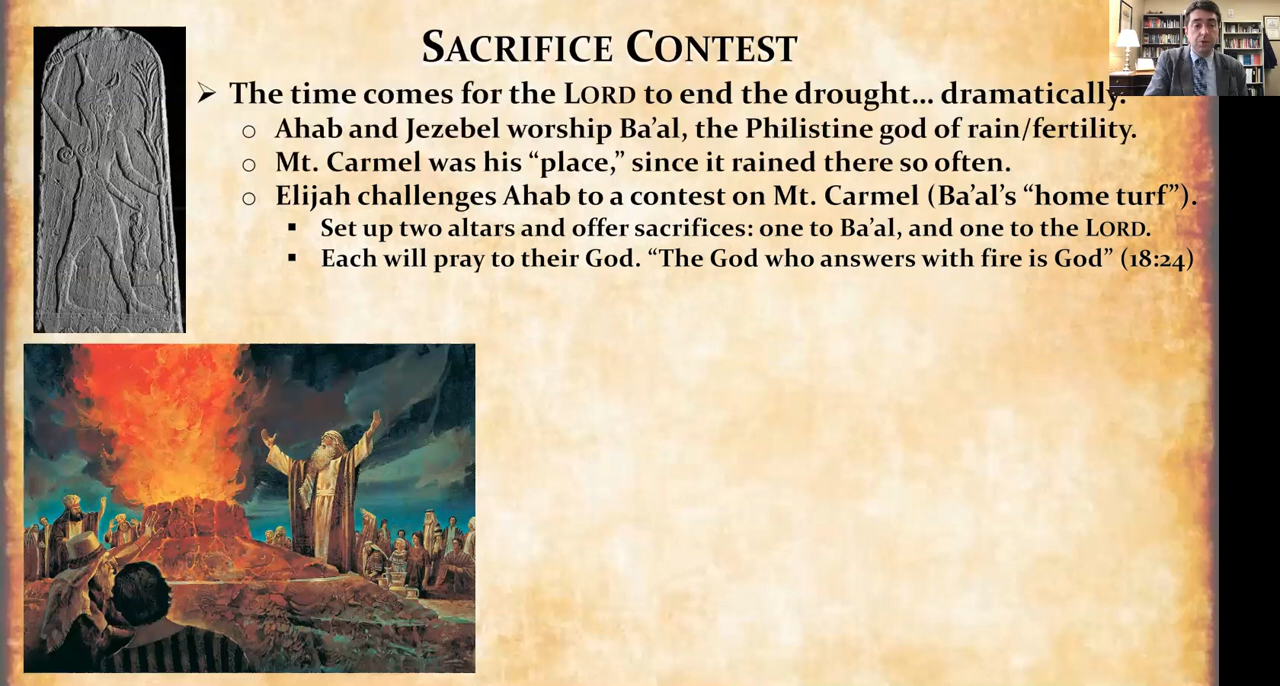 SACRIFICE CONTEST
➢ The time comes for the LORD to end the drought... dramatically.
○ Ahab and Jezebel worship Ba’al, the Philistine god of rain/fertility.
○ Mt. Carmel was his “place,” since it rained there so often.
○ Elijah challenges Ahab to a contest on Mt. Carmel (Ba’al’s “home turf”).
▪ Set up two altars and offer sacrifices: one to Ba’al, and one to the LORD.
▪ Each will pray to their God. “The God who answers with fire is God” (18:24)